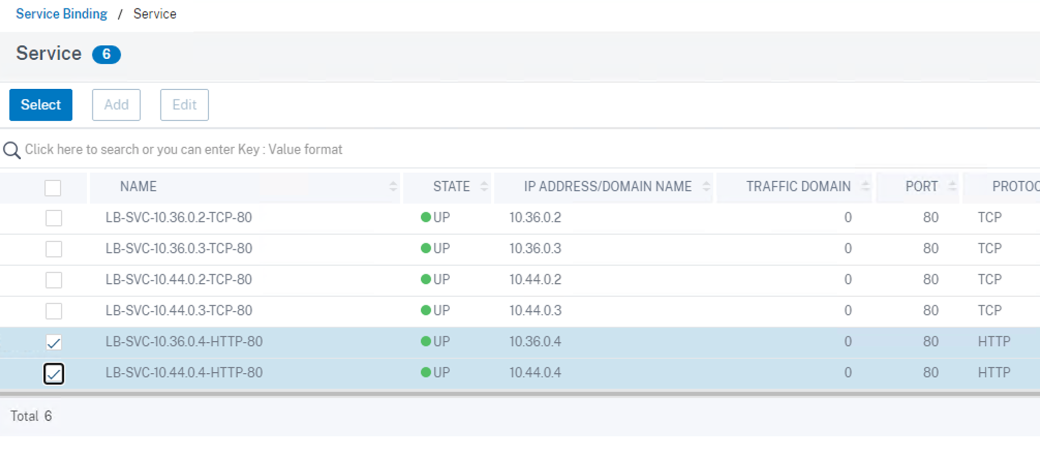 Service Binding / Service
Service 6
Select Add Edit
Click here to search or you can enter Key : Value format
NAME STATE IP ADDRESS/DOMAIN NAME TRAFFIC DOMAIN PORT PROTOC
LB-SVC-10.36.0.2-TCP-80 UP 10.36.0.2 0 80 TCP
LB-SVC-10.36.0.3-TCP-80 UP 10.36.0.3 0 80 TCP
LB-SVC-10.44.0.2-TCP-80 UP 10.44.0.2 0 80 TCP
LB-SVC-10.44.0.3-TCP-80 UP 10.44.0.3 0 80 TCP
LB-SVC-10.36.0.4-HTTP-80 UP 10.36.0.4 0 80 HTTP
LB-SVC-10.44.0.4-HTTP-80 UP 10.44.0.4 0 80 HTTP
Total 6